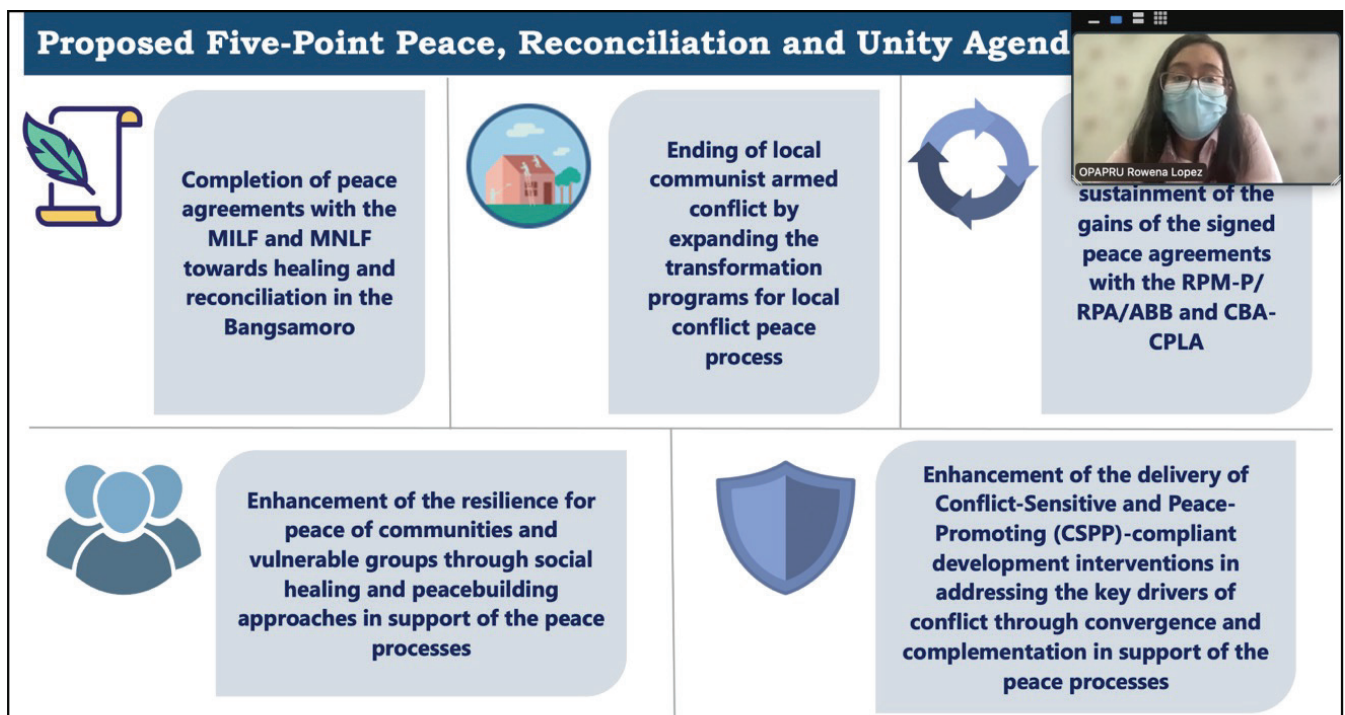 Proposed Five-Point Peace, Reconciliation and Unity Agend
OPAPRU Rowena Lopez
Completion of peace
agreements with the
MILF and MNLF
towards healing and
reconciliation in the
Bangsamoro
Ending of local
communist armed
conflict by
expanding the
transformation
programs for local
conflict peace
process
sustainment of the
gains of the signed
peace agreements
with the RPM-P/
RPA/ABB and CBA-
CPLA
Enhancement of the resilience for
peace of communities and
vulnerable groups through social
healing and peacebuilding
approaches in support of the peace
processes
Enhancement of the delivery of
Conflict-Sensitive and Peace-
Promoting (CSPP)-compliant
development interventions in
addressing the key drivers of
conflict through convergence and
complementation in support of the
peace processes